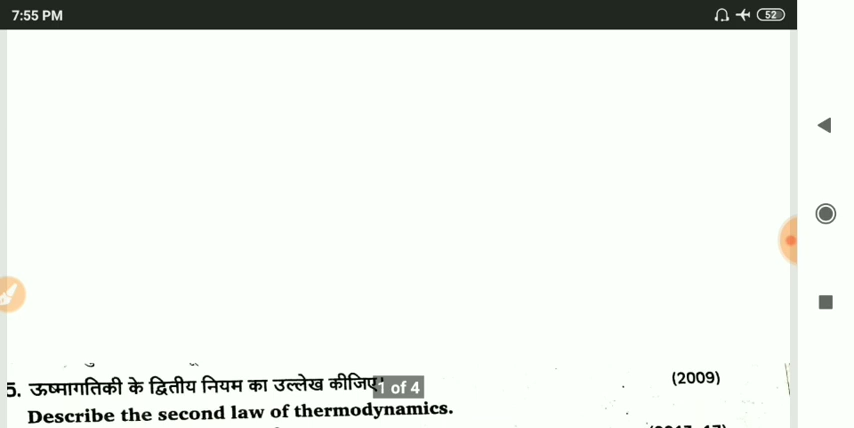 7:55 PM
52
5. ऊष्मागतिकी के द्वितीय नियम का उल्लेख कीजिए
1 of 4
(2009)
Describe the second law of thermodynamics.